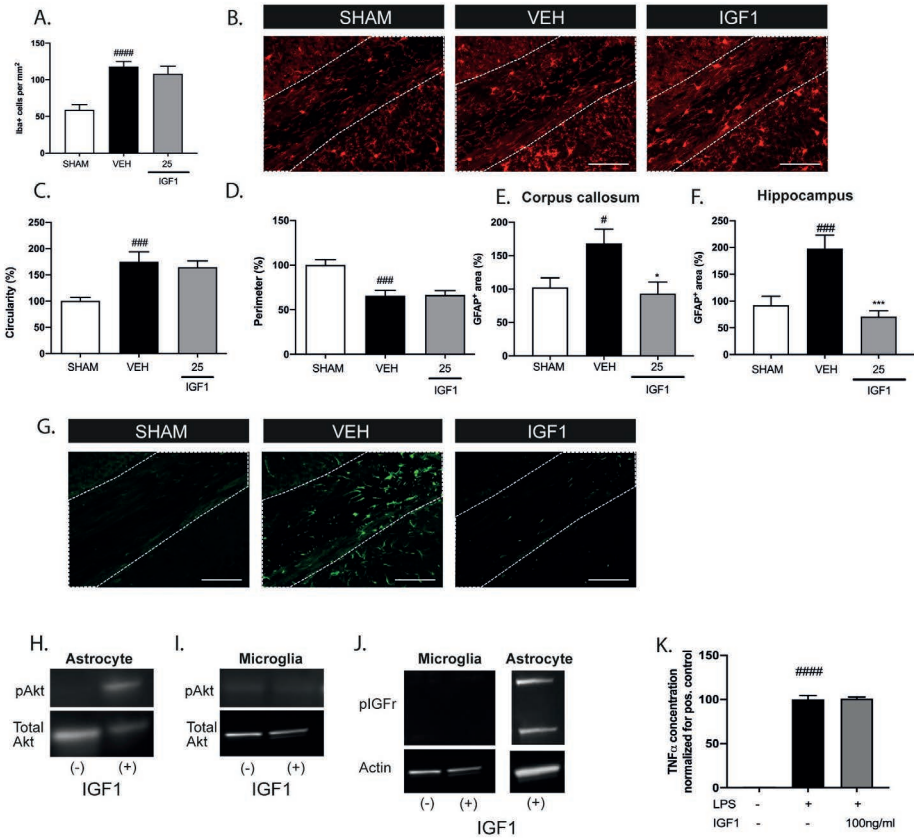 A.
Iba+ cells per mm²
150
100
50
0
####
SHAM VEH 25
IGF1
B.
SHAM VEH IGF1
C.
Circularity (%)
250
200
150
100
50
0
###
SHAM VEH 25
IGF1
D.
Perimeter (%)
150
100
50
0
###
SHAM VEH 25
IGF1
E. Corpus callosum
GFAP⁺ area (%)
200
150
100
50
0
#
*
SHAM VEH 25
IGF1
F. Hippocampus
GFAP⁺ area (%)
250
200
150
100
50
0
###
***
SHAM VEH 25
IGF1
G.
SHAM VEH IGF1
H.
Astrocyte
pAkt
Total
Akt
(-) (+)
IGF1
I.
Microglia
pAkt
Total
Akt
(-) (+)
IGF1
J.
Microglia Astrocyte
pIGFr
Actin
(-) (+) (+)
IGF1
K.
TNFα concentration
normalized for pos. control
150
100
50
0
####
LPS - + +
IGF1 - - 100ng/ml